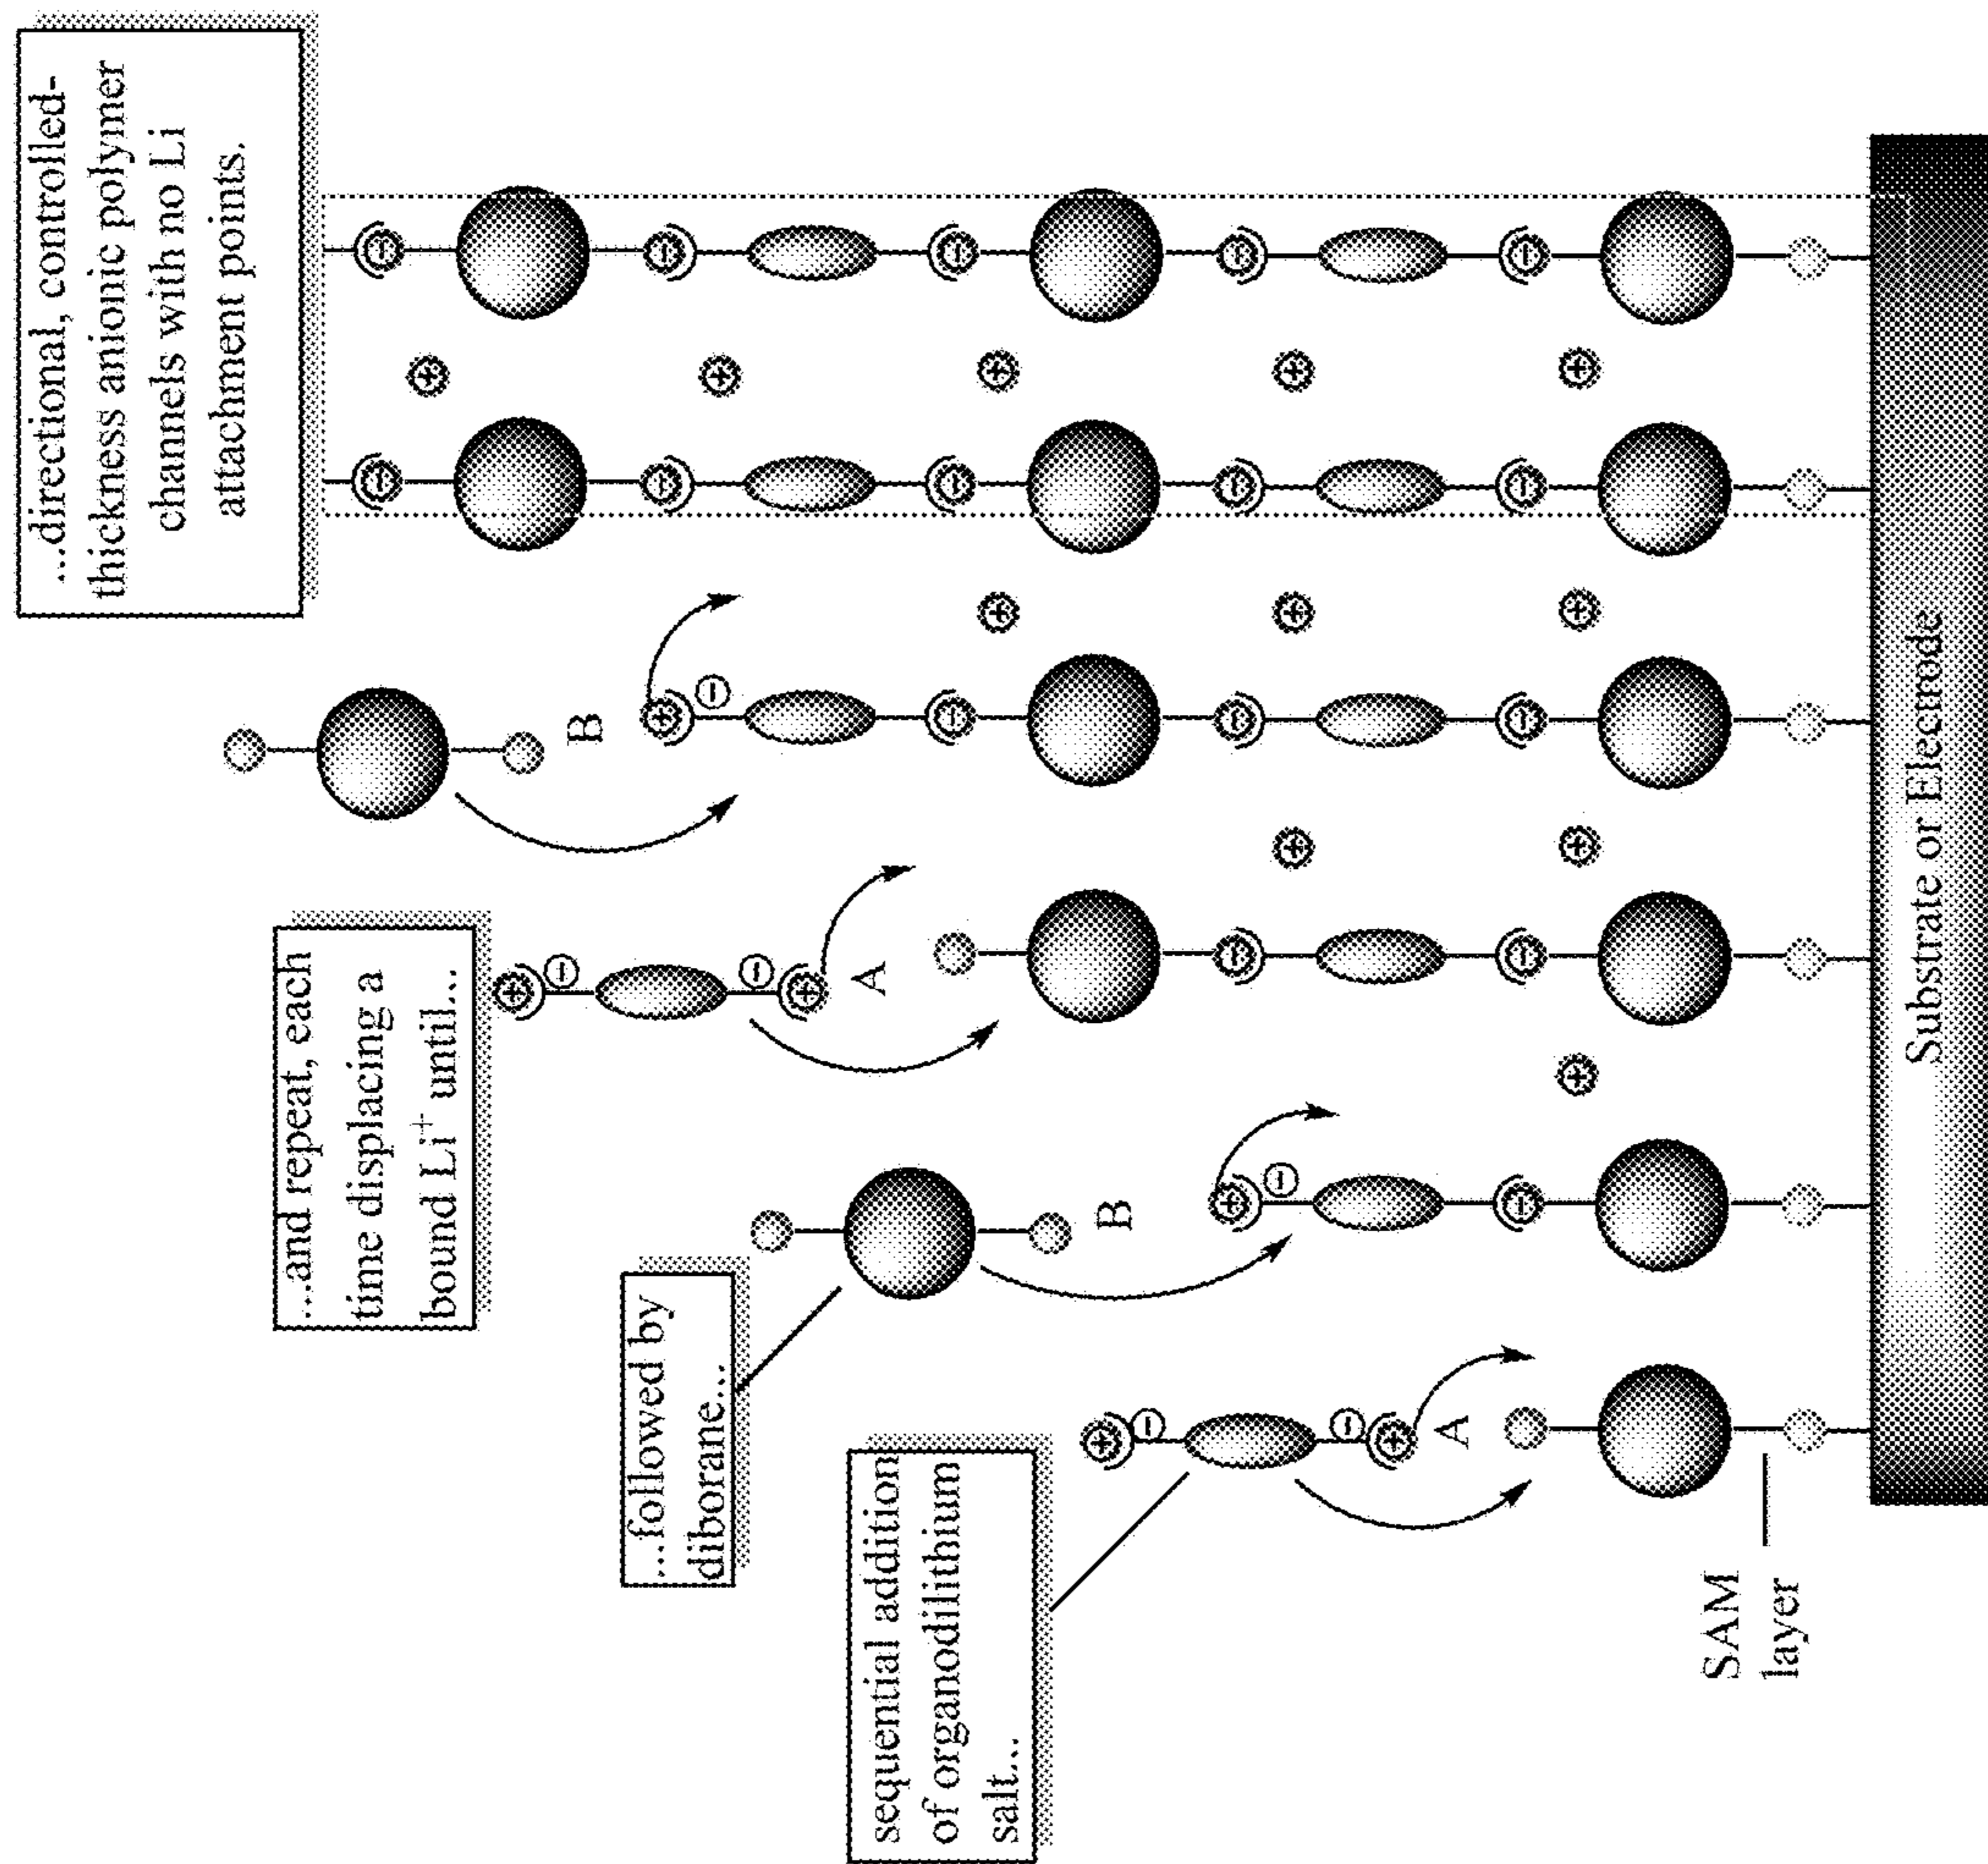 sequential addition
of organodilithium
salt...
A
...followed by
diborane...
B
...and repeat, each
time displacing a
bound Li⁺ until...
A
B
...directional, controlled-
thickness anionic polymer
channels with no Li
attachment points.
SAM
layer
Substrate or Elecrode